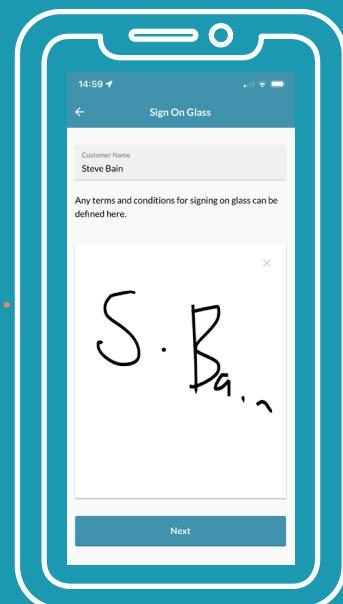 14:59
Sign On Glass
Customer Name
Steve Bain
Any terms and conditions for signing on glass can be
defined here.
S. Bain
Next